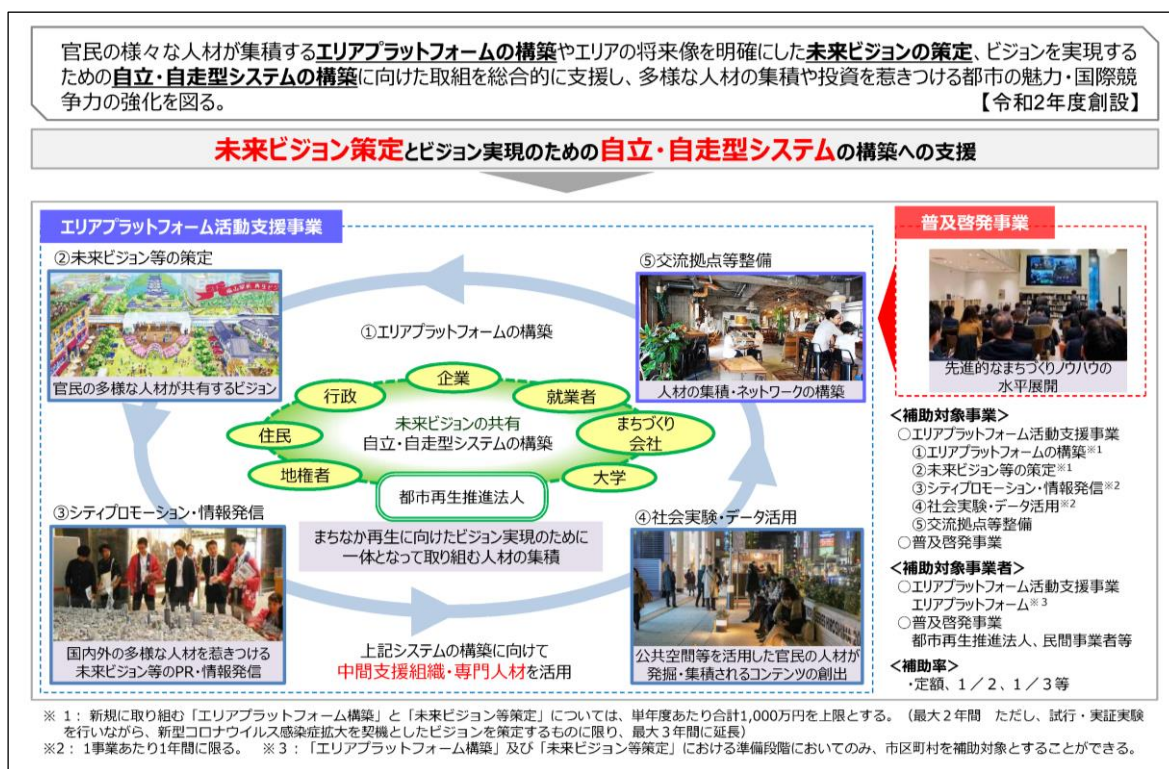 官民の様々な人材が集積するエリアプラットフォームの構築やエリアの将来像を明確にした未来ビジョンの策定、ビジョンを実現する
ための自立・自走型システムの構築に向けた取組を総合的に支援し、多様な人材の集積や投資を惹きつける都市の魅力・国際競
争力の強化を図る。
【令和2年度創設】
未来ビジョン策定とビジョン実現のための自立・自走型システムの構築への支援
エリアプラットフォーム活動支援事業
②未来ビジョン等の策定
官民の多様な人材が共有するビジョン
①エリアプラットフォームの構築
企業
行政
就業者
住民
まちづくり
会社
地権者
大学
未来ビジョンの共有
自立・自走型システムの構築
都市再生推進法人
まちなか再生に向けたビジョン実現のために
一体となって取り組む人材の集積
⑤交流拠点等整備
人材の集積・ネットワークの構築
③シティプロモーション・情報発信
国内外の多様な人材を惹きつける
未来ビジョン等のPR・情報発信
上記システムの構築に向けて
中間支援組織・専門人材を活用
④社会実験・データ活用
公共空間等を活用した官民の人材が
発掘・集積されるコンテンツの創出
普及啓発事業
先進的なまちづくりノウハウの
水平展開
<補助対象事業>
○エリアプラットフォーム活動支援事業
①エリアプラットフォームの構築※1
②未来ビジョン等の策定※1
③シティプロモーション・情報発信※2
④社会実験・データ活用※2
⑤交流拠点等整備
○普及啓発事業
<補助対象事業者>
○エリアプラットフォーム活動支援事業
エリアプラットフォーム※3
○普及啓発事業
都市再生推進法人、民間事業者等
<補助率>
・定額、1/2、1/3等
※ 1: 新規に取り組む「エリアプラットフォーム構築」と「未来ビジョン等策定」については、単年度あたり合計1,000万円を上限とする。（最大2年間 ただし、試行・実証実験
を行いながら、新型コロナウイルス感染症拡大を契機としたビジョンを策定するものに限り、最大3年間に延長）
※2: 1事業あたり1年間に限る。 ※3:「エリアプラットフォーム構築」及び「未来ビジョン等策定」における準備段階においてのみ、市区町村を補助対象とすることができる。